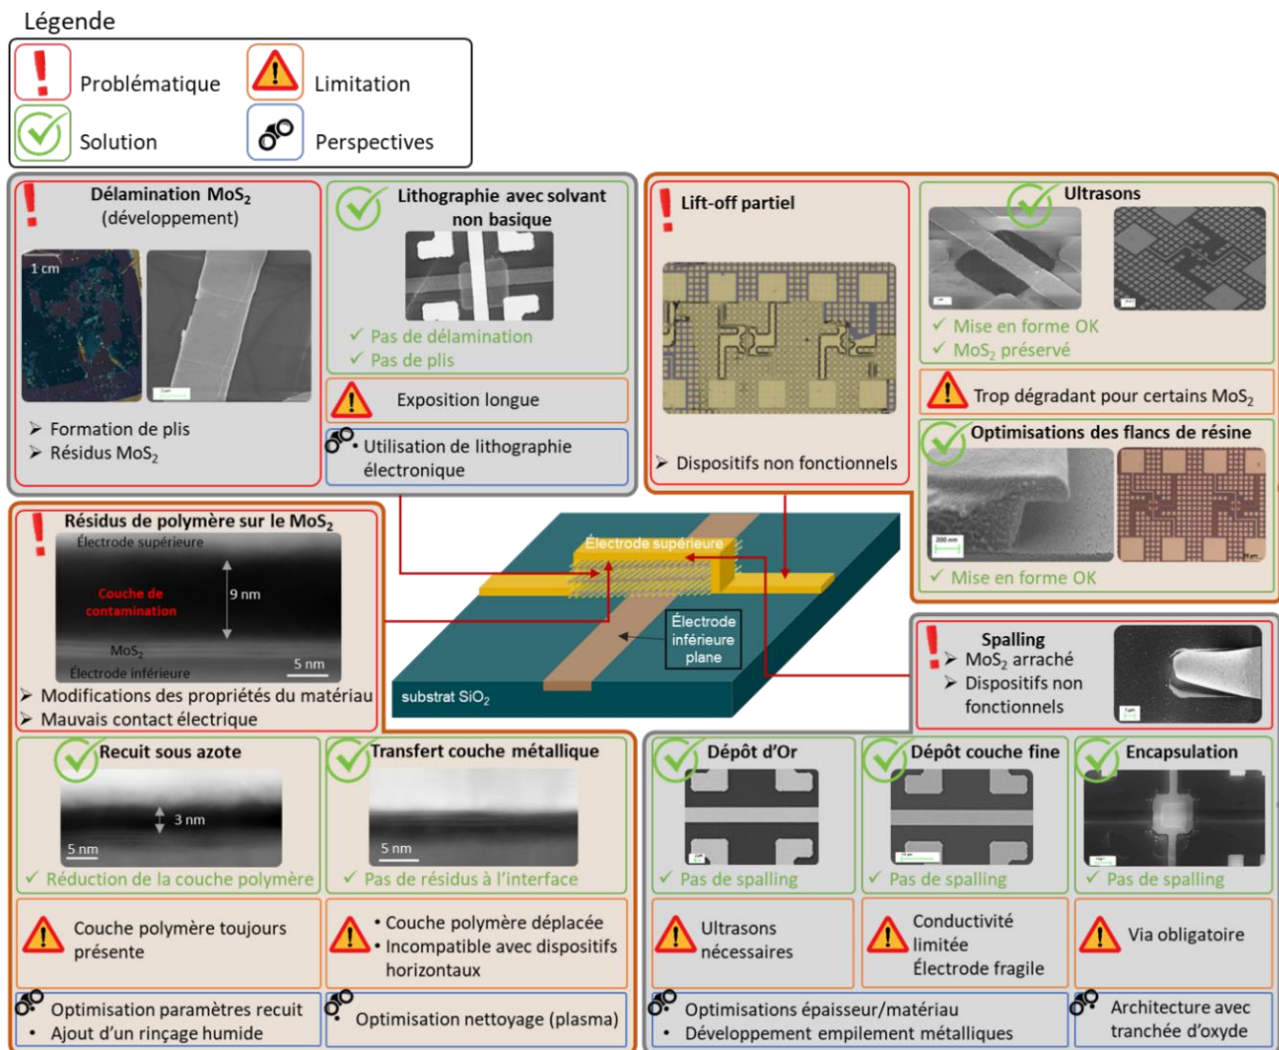 Légende
Problématique
Limitation
Solution
Perspectives
Délamination MoS₂
(développement)
1 cm
➢ Formation de plis
➢ Résidus MoS₂
Lithographie avec solvant
non basique
✓ Pas de délamination
✓ Pas de plis
Exposition longue
• Utilisation de lithographie
électronique
Lift-off partiel
➢ Dispositifs non fonctionnels
Ultrasons
✓ Mise en forme OK
✓ MoS₂ préservé
Trop dégradant pour certains MoS₂
Optimisations des flancs de résine
200 nm
✓ Mise en forme OK
Résidus de polymère sur le MoS₂
Électrode supérieure
Couche de
contamination
9 nm
MoS₂
Électrode inférieure
5 nm
➢ Modifications des propriétés du matériau
➢ Mauvais contact électrique
Électrode supérieure
Électrode
inférieure
plane
substrat SiO₂
Spalling
➢ MoS₂ arraché
➢ Dispositifs non
fonctionnels
Recuit sous azote
3 nm
5 nm
✓ Réduction de la couche polymère
Couche polymère toujours
présente
• Optimisation paramètres recuit
• Ajout d'un rinçage humide
Transfert couche métallique
5 nm
✓ Pas de résidus à l'interface
• Couche polymère déplacée
• Incompatible avec dispositifs
horizontaux
• Optimisation nettoyage (plasma)
Dépôt d'Or
✓ Pas de spalling
Ultrasons
nécessaires
Dépôt couche fine
✓ Pas de spalling
Conductivité
limitée
Électrode fragile
• Optimisations épaisseur/matériau
• Développement empilement métalliques
Encapsulation
✓ Pas de spalling
Via obligatoire
• Architecture avec
tranchée d'oxyde